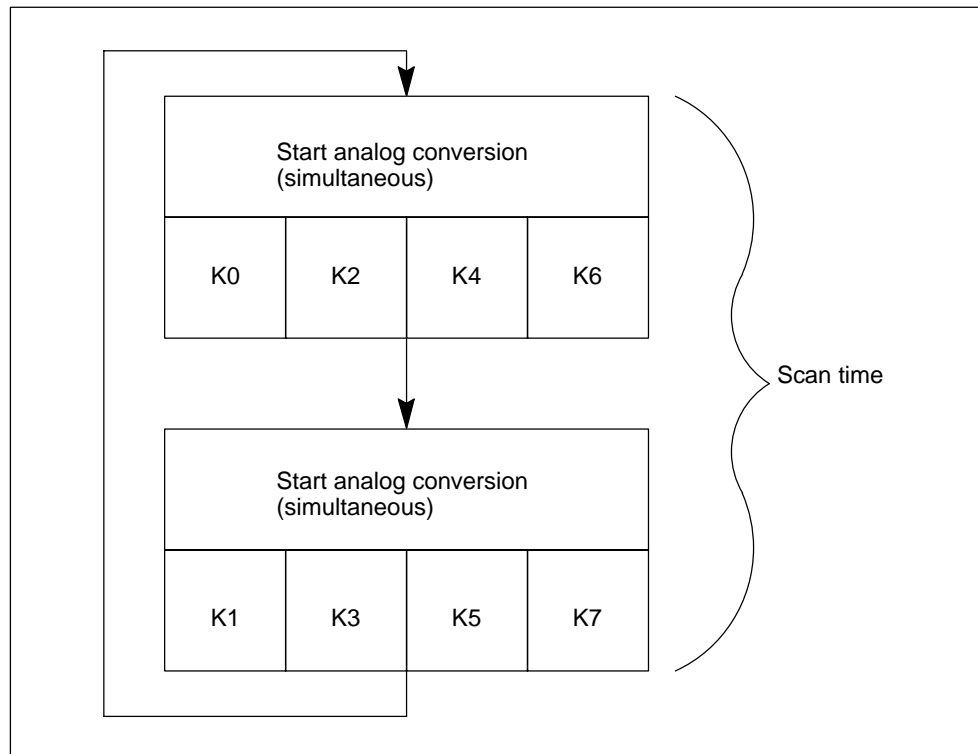 Start analog conversion
(simultaneous)
K0 K2 K4 K6
Scan time
Start analog conversion
(simultaneous)
K1 K3 K5 K7